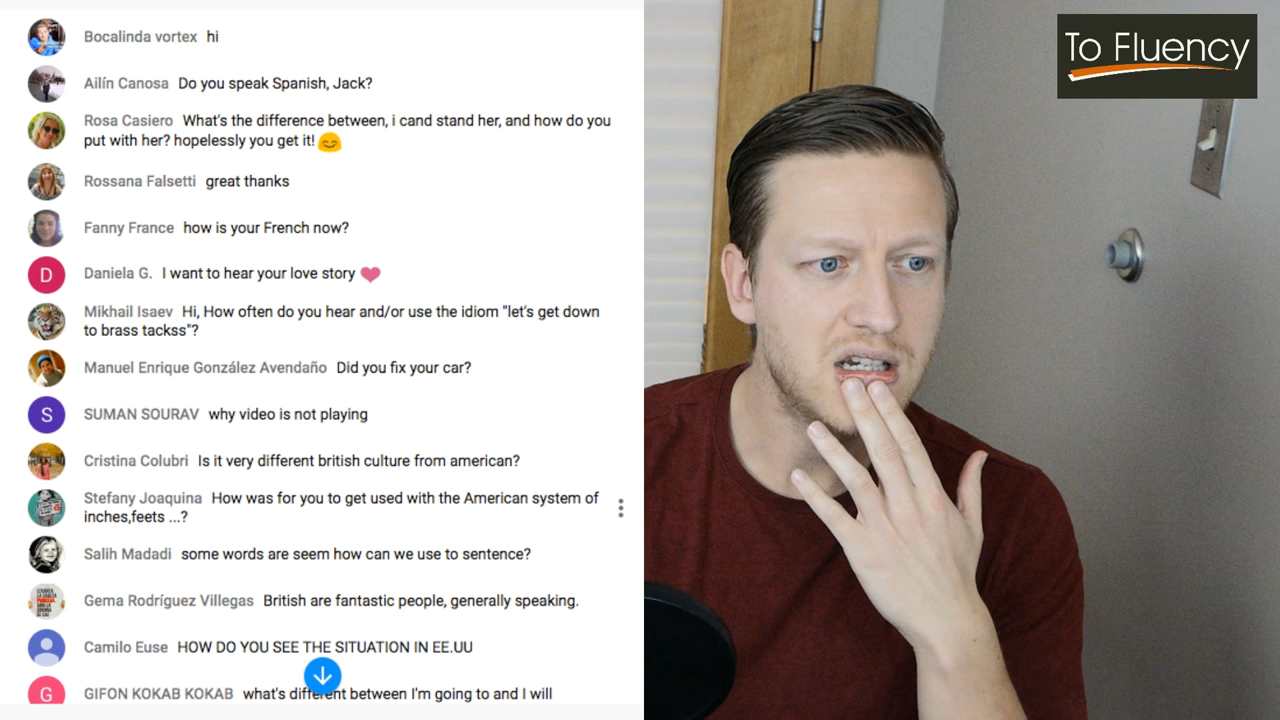 Bocalinda vortex hi
Ailín Canosa Do you speak Spanish, Jack?
Rosa Casiero What's the difference between, i cand stand her, and how do you
put with her? hopelessly you get it! 😊
Rossana Falsetti great thanks
Fanny France how is your French now?
D
Daniela G. I want to hear your love story ❤
Mikhail Isaev Hi, How often do you hear and/or use the idiom "let's get down
to brass tackss"?
Manuel Enrique González Avendaño Did you fix your car?
S
SUMAN SOURAV why video is not playing
Cristina Colubri Is it very different british culture from american?
Stefany Joaquina How was for you to get used with the American system of
inches,feets ...?
Salih Madadi some words are seem how can we use to sentence?
Gema Rodríguez Villegas British are fantastic people, generally speaking.
Camilo Euse HOW DO YOU SEE THE SITUATION IN EE.UU
G
GIFON KOKAB KOKAB what's different between I'm going to and I will
To Fluency